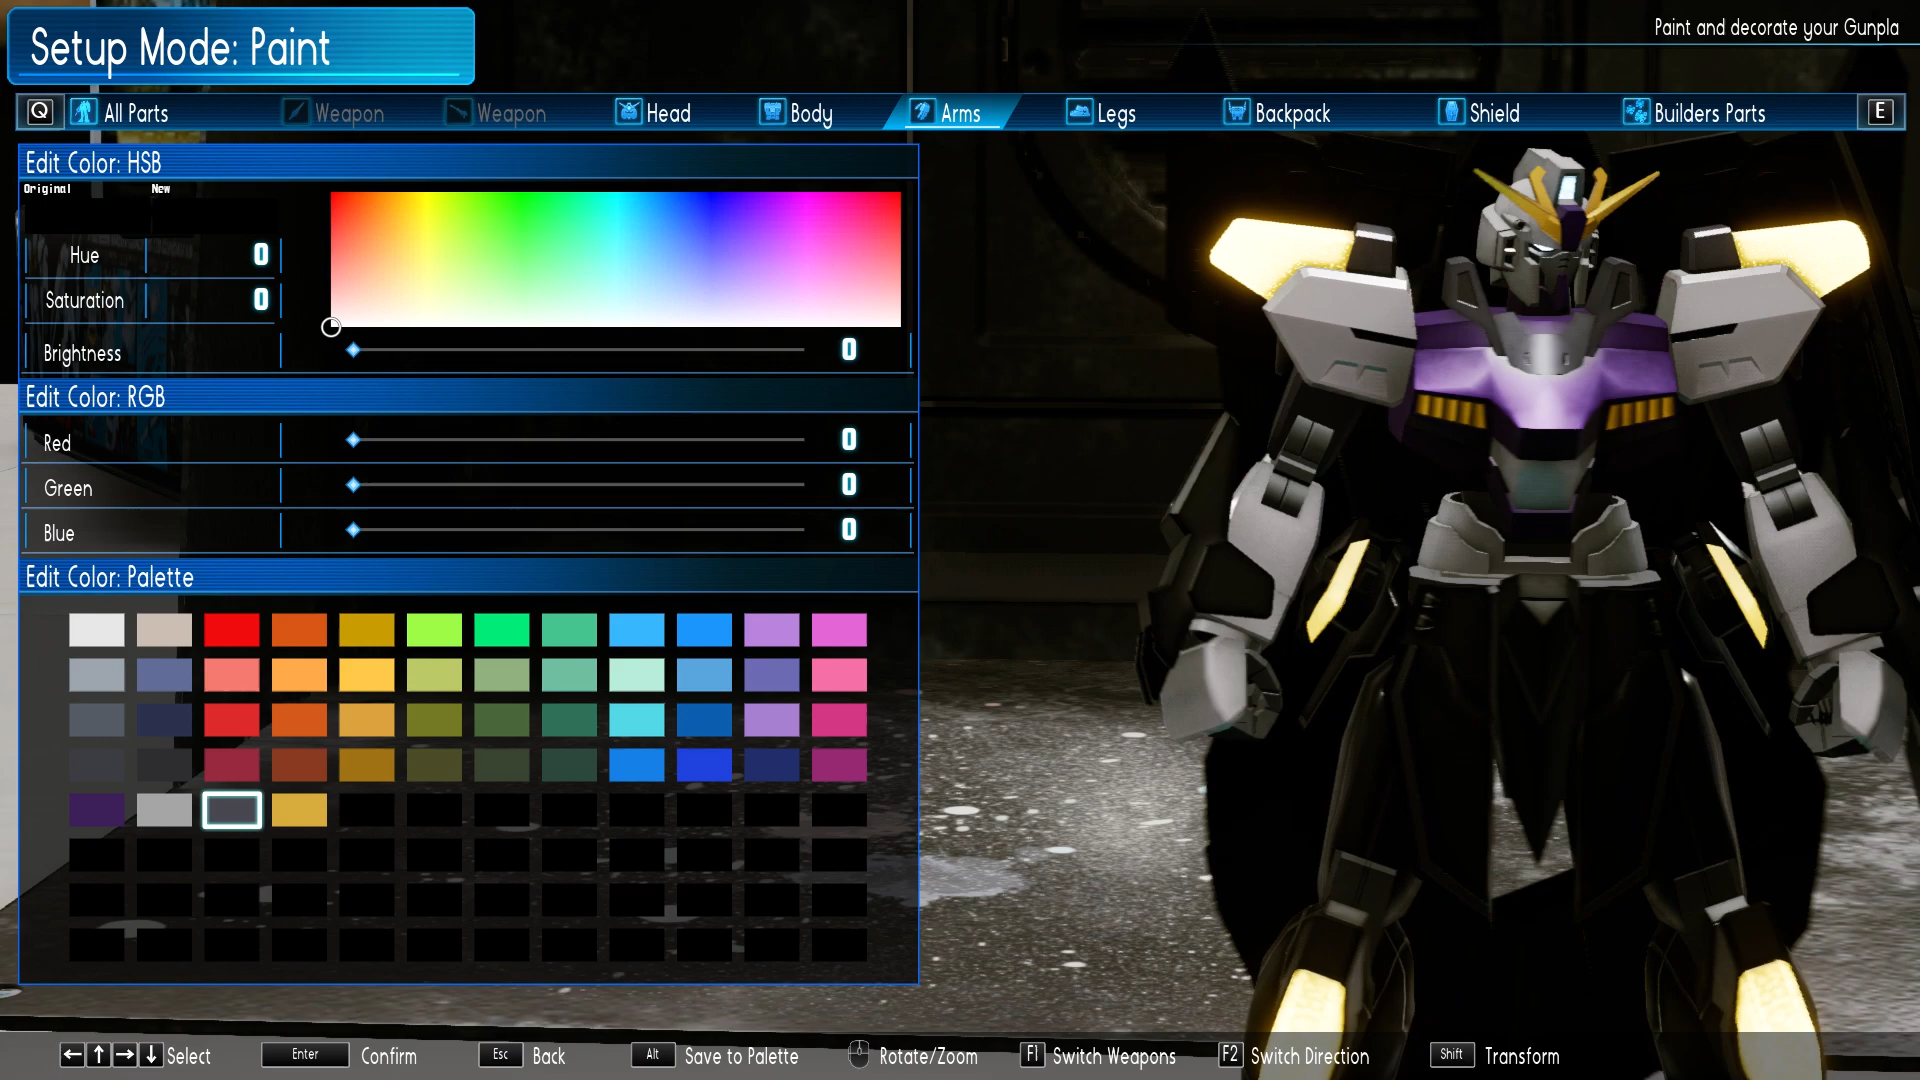 Setup Mode: Paint
Paint and decorate your Gunpla
Q All Parts Weapon Weapon Head Body Arms Legs Backpack Shield Builders Parts E
Edit Color: HSB
Original New
Hue 0
Saturation 0
Brightness 0
Edit Color: RGB
Red 0
Green 0
Blue 0
Edit Color: Palette
← ↑ → ↓ Select Enter Confirm Esc Back Alt Save to Palette Rotate/Zoom F1 Switch Weapons F2 Switch Direction Shift Transform